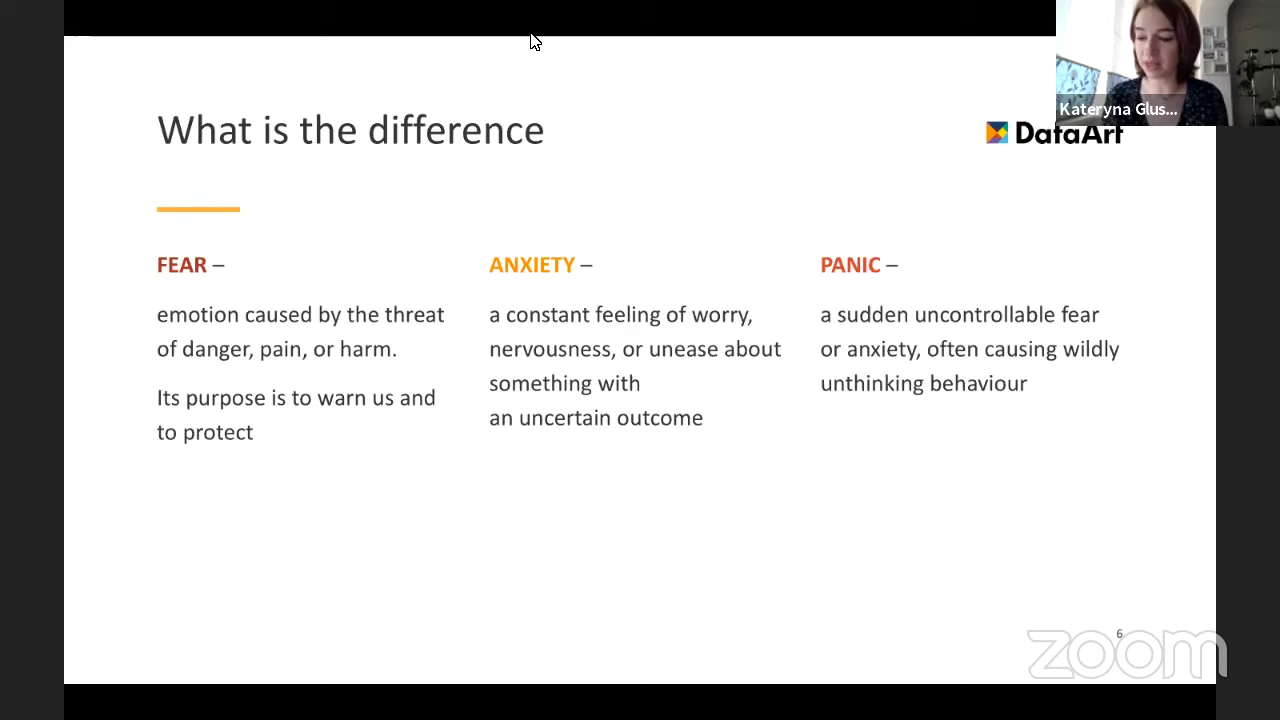 Kateryna Glus...
What is the difference
DataArt
FEAR –
emotion caused by the threat
of danger, pain, or harm.
Its purpose is to warn us and
to protect
ANXIETY –
a constant feeling of worry,
nervousness, or unease about
something with
an uncertain outcome
PANIC –
a sudden uncontrollable fear
or anxiety, often causing wildly
unthinking behaviour
6
zoom